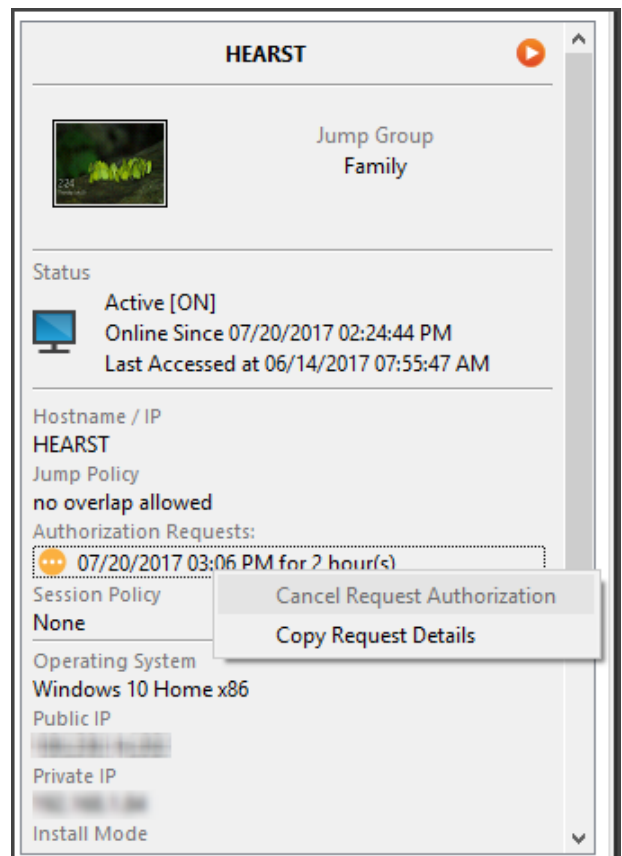 HEARST
Jump Group
Family
Status
Active [ON]
Online Since 07/20/2017 02:24:44 PM
Last Accessed at 06/14/2017 07:55:47 AM
Hostname / IP
HEARST
Jump Policy
no overlap allowed
Authorization Requests:
07/20/2017 03:06 PM for 2 hour(s)
Session Policy
Cancel Request Authorization
None
Copy Request Details
Operating System
Windows 10 Home x86
Public IP
Private IP
Install Mode